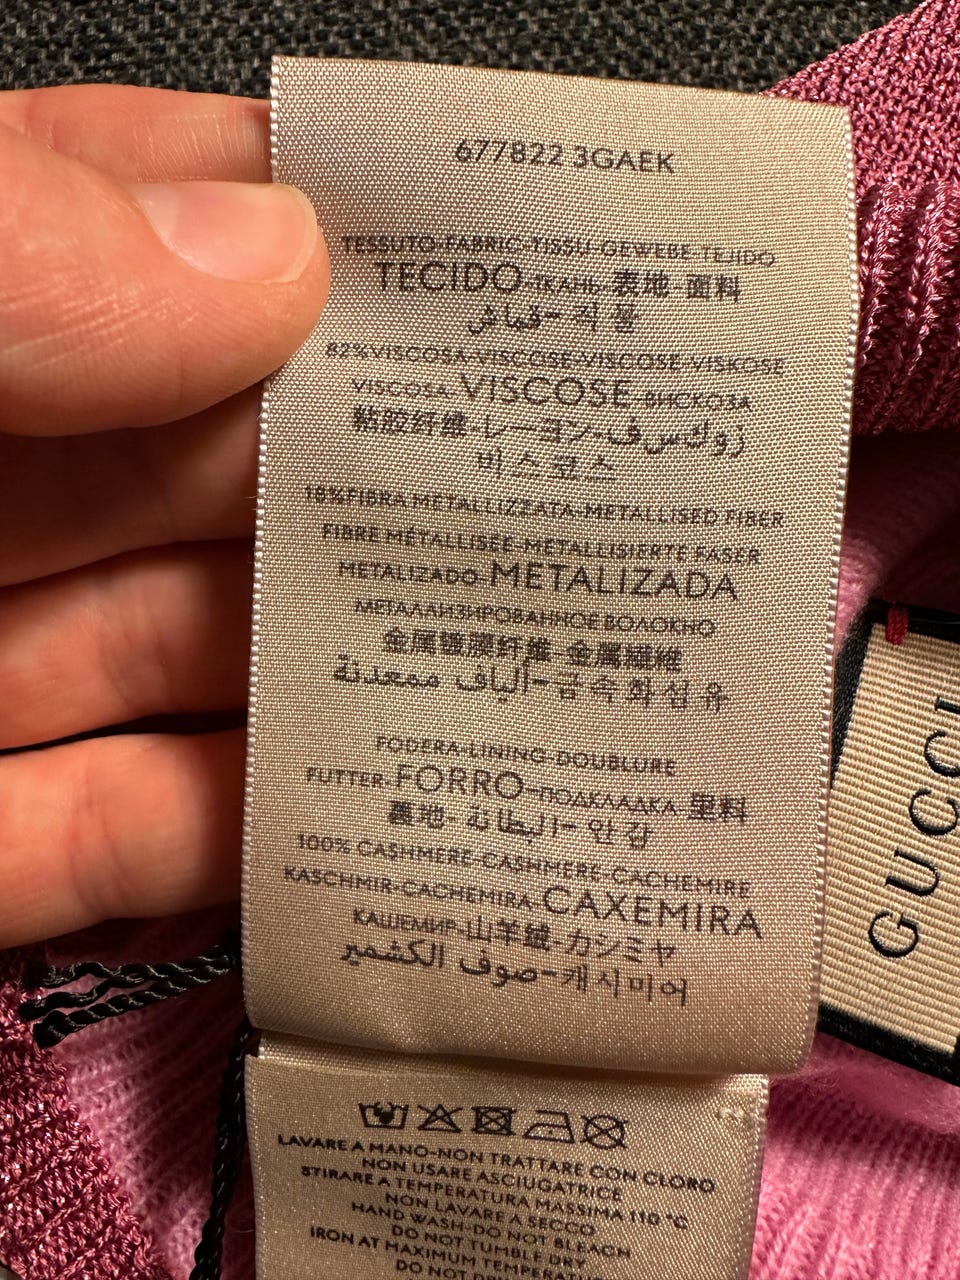 677822 3GAEK
TESSUTO-FABRIC-TISSU-GEWEBE-TEJIDO
TECIDO-ТКАНЬ-表地-面料
قماش-직물
82%VISCOSA-VISCOSE-VISCOSE-VISKOSE
VISCOSA-VISCOSE-ВИСКОЗА
粘胶纤维-レーヨン-زوكسف
비스코스
18%FIBRA METALLIZZATA-METALLISED FIBER
FIBRE MÉTALLISÉE-METALLISIERTE FASER
METALIZADO-METALIZADA
МЕТАЛЛИЗИРОВАННОЕ ВОЛОКНО
金属镀膜纤维-金属繊維
ألياف ممعدنة-금속화섬유
FODERA-LINING-DOUBLURE
FUTTER-FORRO-ПОДКЛАДКА-里料
裏地-البطانة-안감
100% CASHMERE-CASHMERE-CACHEMIRE
KASCHMIR-CACHEMIRA-CAXEMIRA
КАШЕМИР-山羊绒-カシミヤ
صوف الكشمير-캐시미어
GUCCI
LAVARE A MANO-NON TRATTARE CON CLORO
NON USARE ASCIUGATRICE
STIRARE A TEMPERATURA MASSIMA 110 °C
NON LAVARE A SECCO
HAND WASH-DO NOT BLEACH
DO NOT TUMBLE DRY
IRON AT MAXIMUM TEMPERATURE
DO NOT